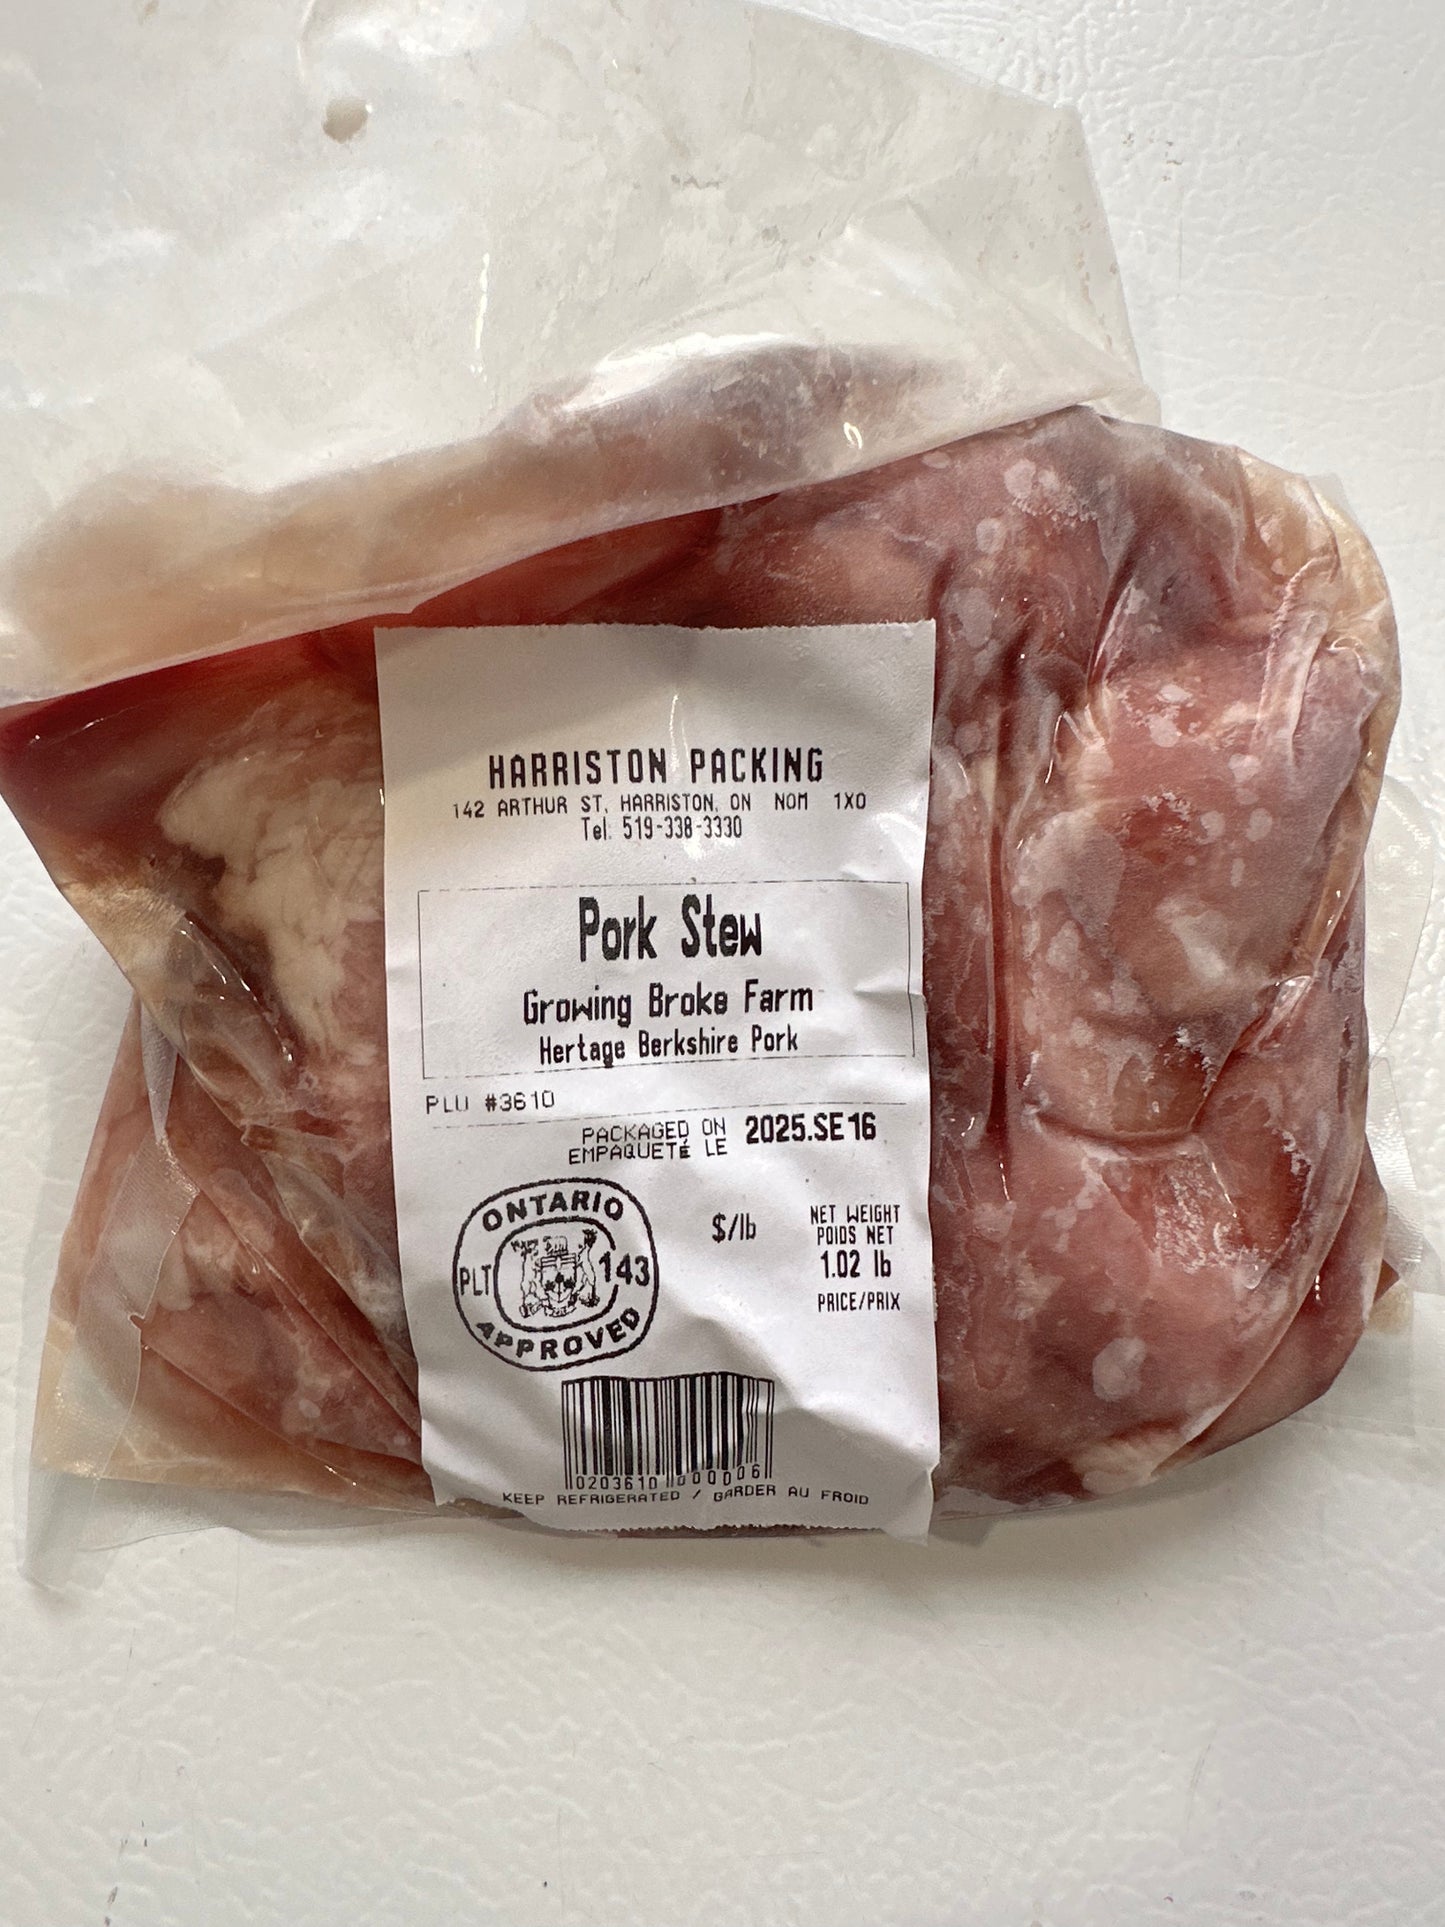 HARRISTON PACKING
142 ARTHUR ST, HARRISTON, ON NOM 1X0
Tel: 519-338-3330
Pork Stew
Growing Broke Farm
Hertage Berkshire Pork
PLU #3610
PACKAGED ON 2025.SE16
EMPAQUETÉ LE
ONTARIO
PLT 143
APPROVED
$/lb
NET WEIGHT
POIDS NET
1.02 lb
PRICE/PRIX
0203610 000006
KEEP REFRIGERATED / GARDER AU FROID